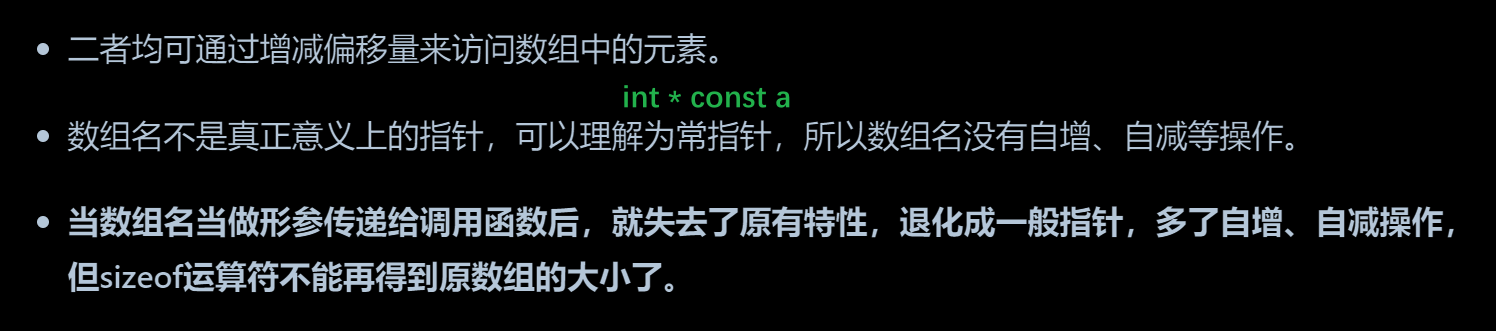 二者均可通过增减偏移量来访问数组中的元素。
int * const a
数组名不是真正意义上的指针，可以理解为常指针，所以数组名没有自增、自减等操作。
当数组名当做形参传递给调用函数后，就失去了原有特性，退化成一般指针，多了自增、自减操作，
但sizeof运算符不能再得到原数组的大小了。